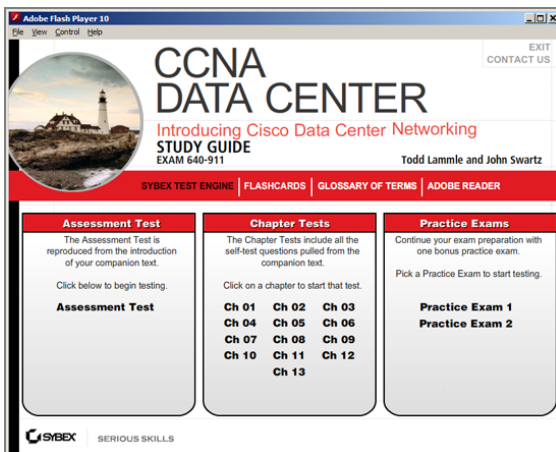 Adobe Flash Player 10
File View Control Help
EXIT
CONTACT US
CCNA
DATA CENTER
Introducing Cisco Data Center Networking
STUDY GUIDE
EXAM 640-911
Todd Lammle and John Swartz
SYBEX TEST ENGINE | FLASHCARDS | GLOSSARY OF TERMS | ADOBE READER
Assessment Test
The Assessment Test is
reproduced from the introduction
of your companion text.
Click below to begin testing.
Assessment Test
Chapter Tests
The Chapter Tests include all the
self-test questions pulled from the
companion text.
Click on a chapter to start that test.
Ch 01 Ch 02 Ch 03
Ch 04 Ch 05 Ch 06
Ch 07 Ch 08 Ch 09
Ch 10 Ch 11 Ch 12
Ch 13
Practice Exams
Continue your exam preparation with
one bonus practice exam.
Pick a Practice Exam to start testing.
Practice Exam 1
Practice Exam 2
SYBEX SERIOUS SKILLS